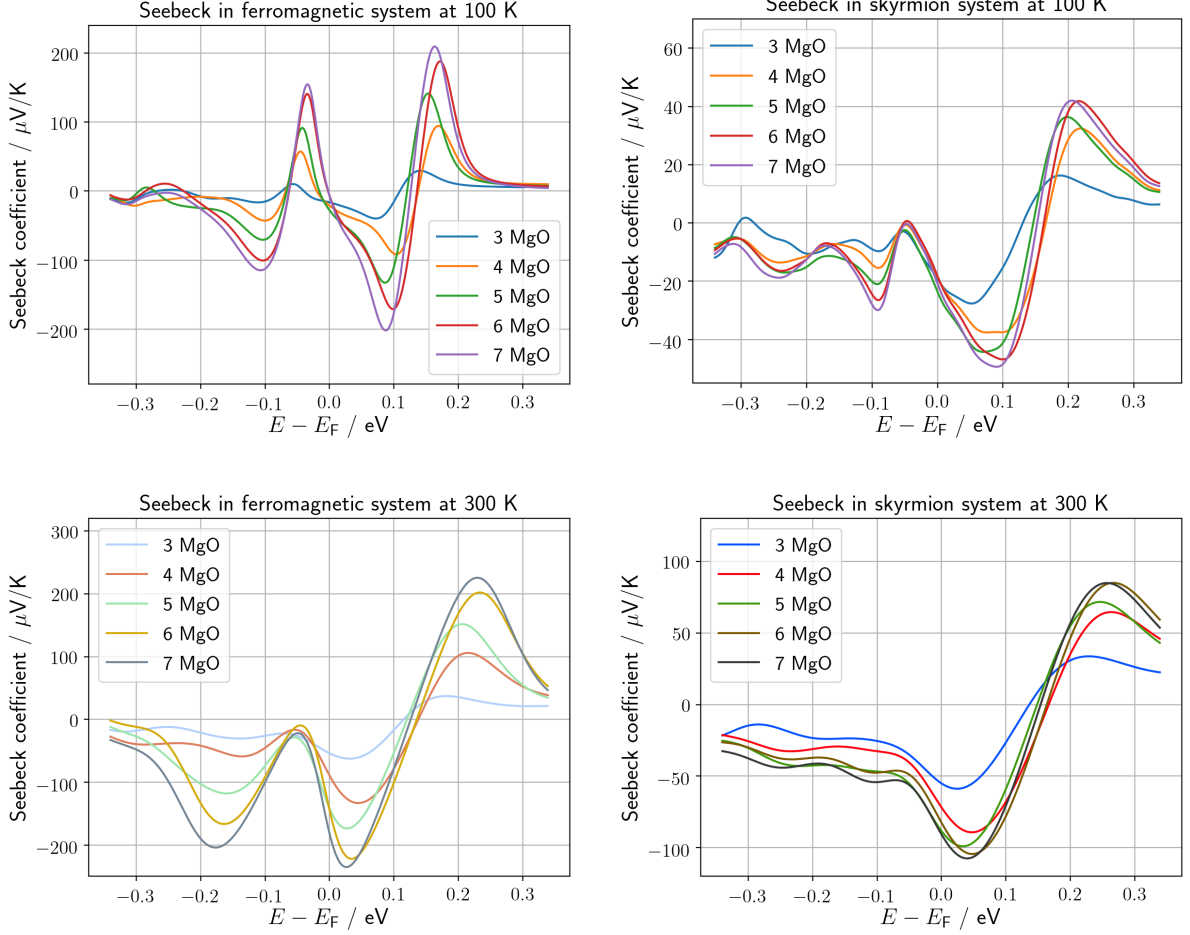 Seebeck in ferromagnetic system at 100 K
Seebeck coefficient / μV/K
200
100
0
−100
−200
3 MgO
4 MgO
5 MgO
6 MgO
7 MgO
−0.3 −0.2 −0.1 0.0 0.1 0.2 0.3
E − E_F / eV
Seebeck in skyrmion system at 100 K
Seebeck coefficient / μV/K
60
40
20
0
−20
−40
3 MgO
4 MgO
5 MgO
6 MgO
7 MgO
−0.3 −0.2 −0.1 0.0 0.1 0.2 0.3
E − E_F / eV
Seebeck in ferromagnetic system at 300 K
Seebeck coefficient / μV/K
300
200
100
0
−100
−200
3 MgO
4 MgO
5 MgO
6 MgO
7 MgO
−0.3 −0.2 −0.1 0.0 0.1 0.2 0.3
E − E_F / eV
Seebeck in skyrmion system at 300 K
Seebeck coefficient / μV/K
100
50
0
−50
−100
3 MgO
4 MgO
5 MgO
6 MgO
7 MgO
−0.3 −0.2 −0.1 0.0 0.1 0.2 0.3
E − E_F / eV